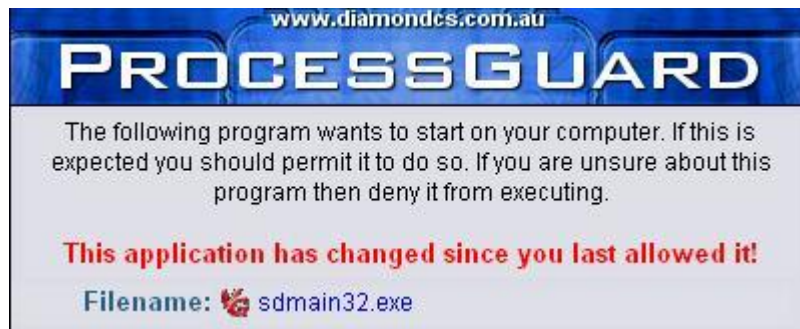 www.diamondcs.com.au
PROCESSGUARD
The following program wants to start on your computer. If this is
expected you should permit it to do so. If you are unsure about this
program then deny it from executing.
This application has changed since you last allowed it!
Filename: sdmain32.exe